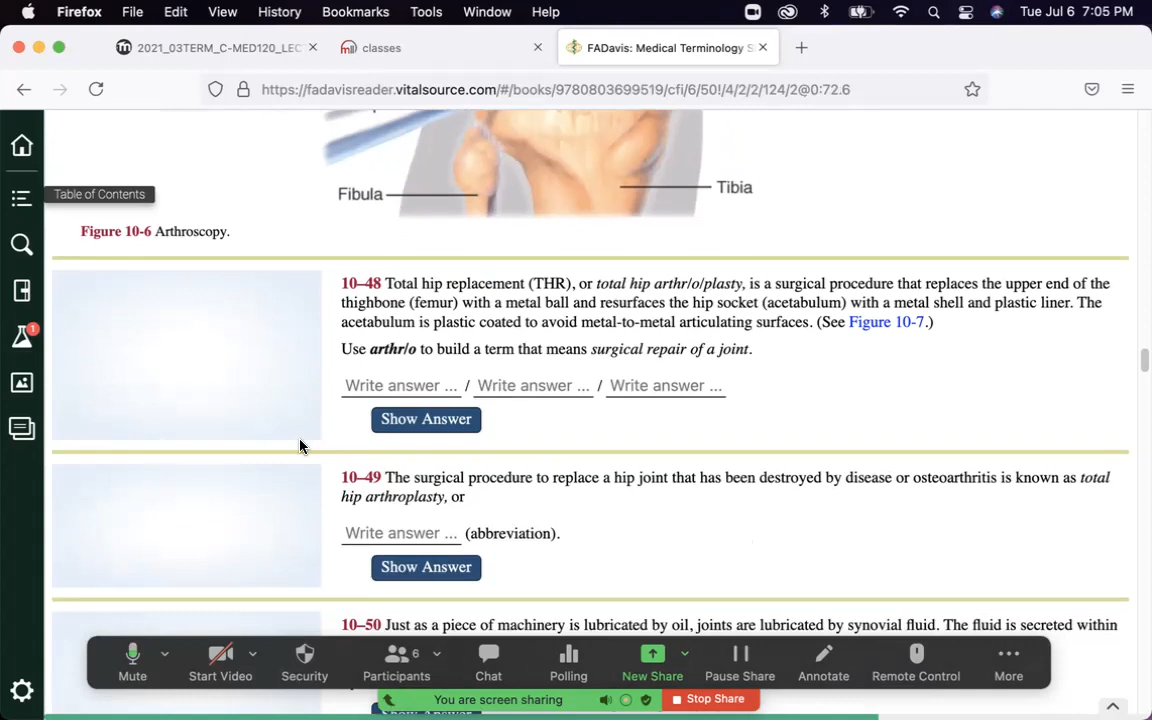 Firefox File Edit View History Bookmarks Tools Window Help Tue Jul 6 7:05 PM
2021_03TERM_C-MED120_LEC classes FADavis: Medical Terminology S
https://fadavisreader.vitalsource.com/#/books/9780803699519/cfi/6/50!/4/2/2/124/2@0:72.6
Fibula Tibia
Table of Contents
Figure 10-6 Arthroscopy.
10–48 Total hip replacement (THR), or total hip arthr/o/plasty, is a surgical procedure that replaces the upper end of the
thighbone (femur) with a metal ball and resurfaces the hip socket (acetabulum) with a metal shell and plastic liner. The
acetabulum is plastic coated to avoid metal-to-metal articulating surfaces. (See Figure 10-7.)
1
Use arthr/o to build a term that means surgical repair of a joint.
Write answer ... / Write answer ... / Write answer ...
Show Answer
10–49 The surgical procedure to replace a hip joint that has been destroyed by disease or osteoarthritis is known as total
hip arthroplasty, or
Write answer ... (abbreviation).
Show Answer
10–50 Just as a piece of machinery is lubricated by oil, joints are lubricated by synovial fluid. The fluid is secreted within
6
Mute Start Video Security Participants Chat Polling New Share Pause Share Annotate Remote Control More
You are screen sharing Stop Share